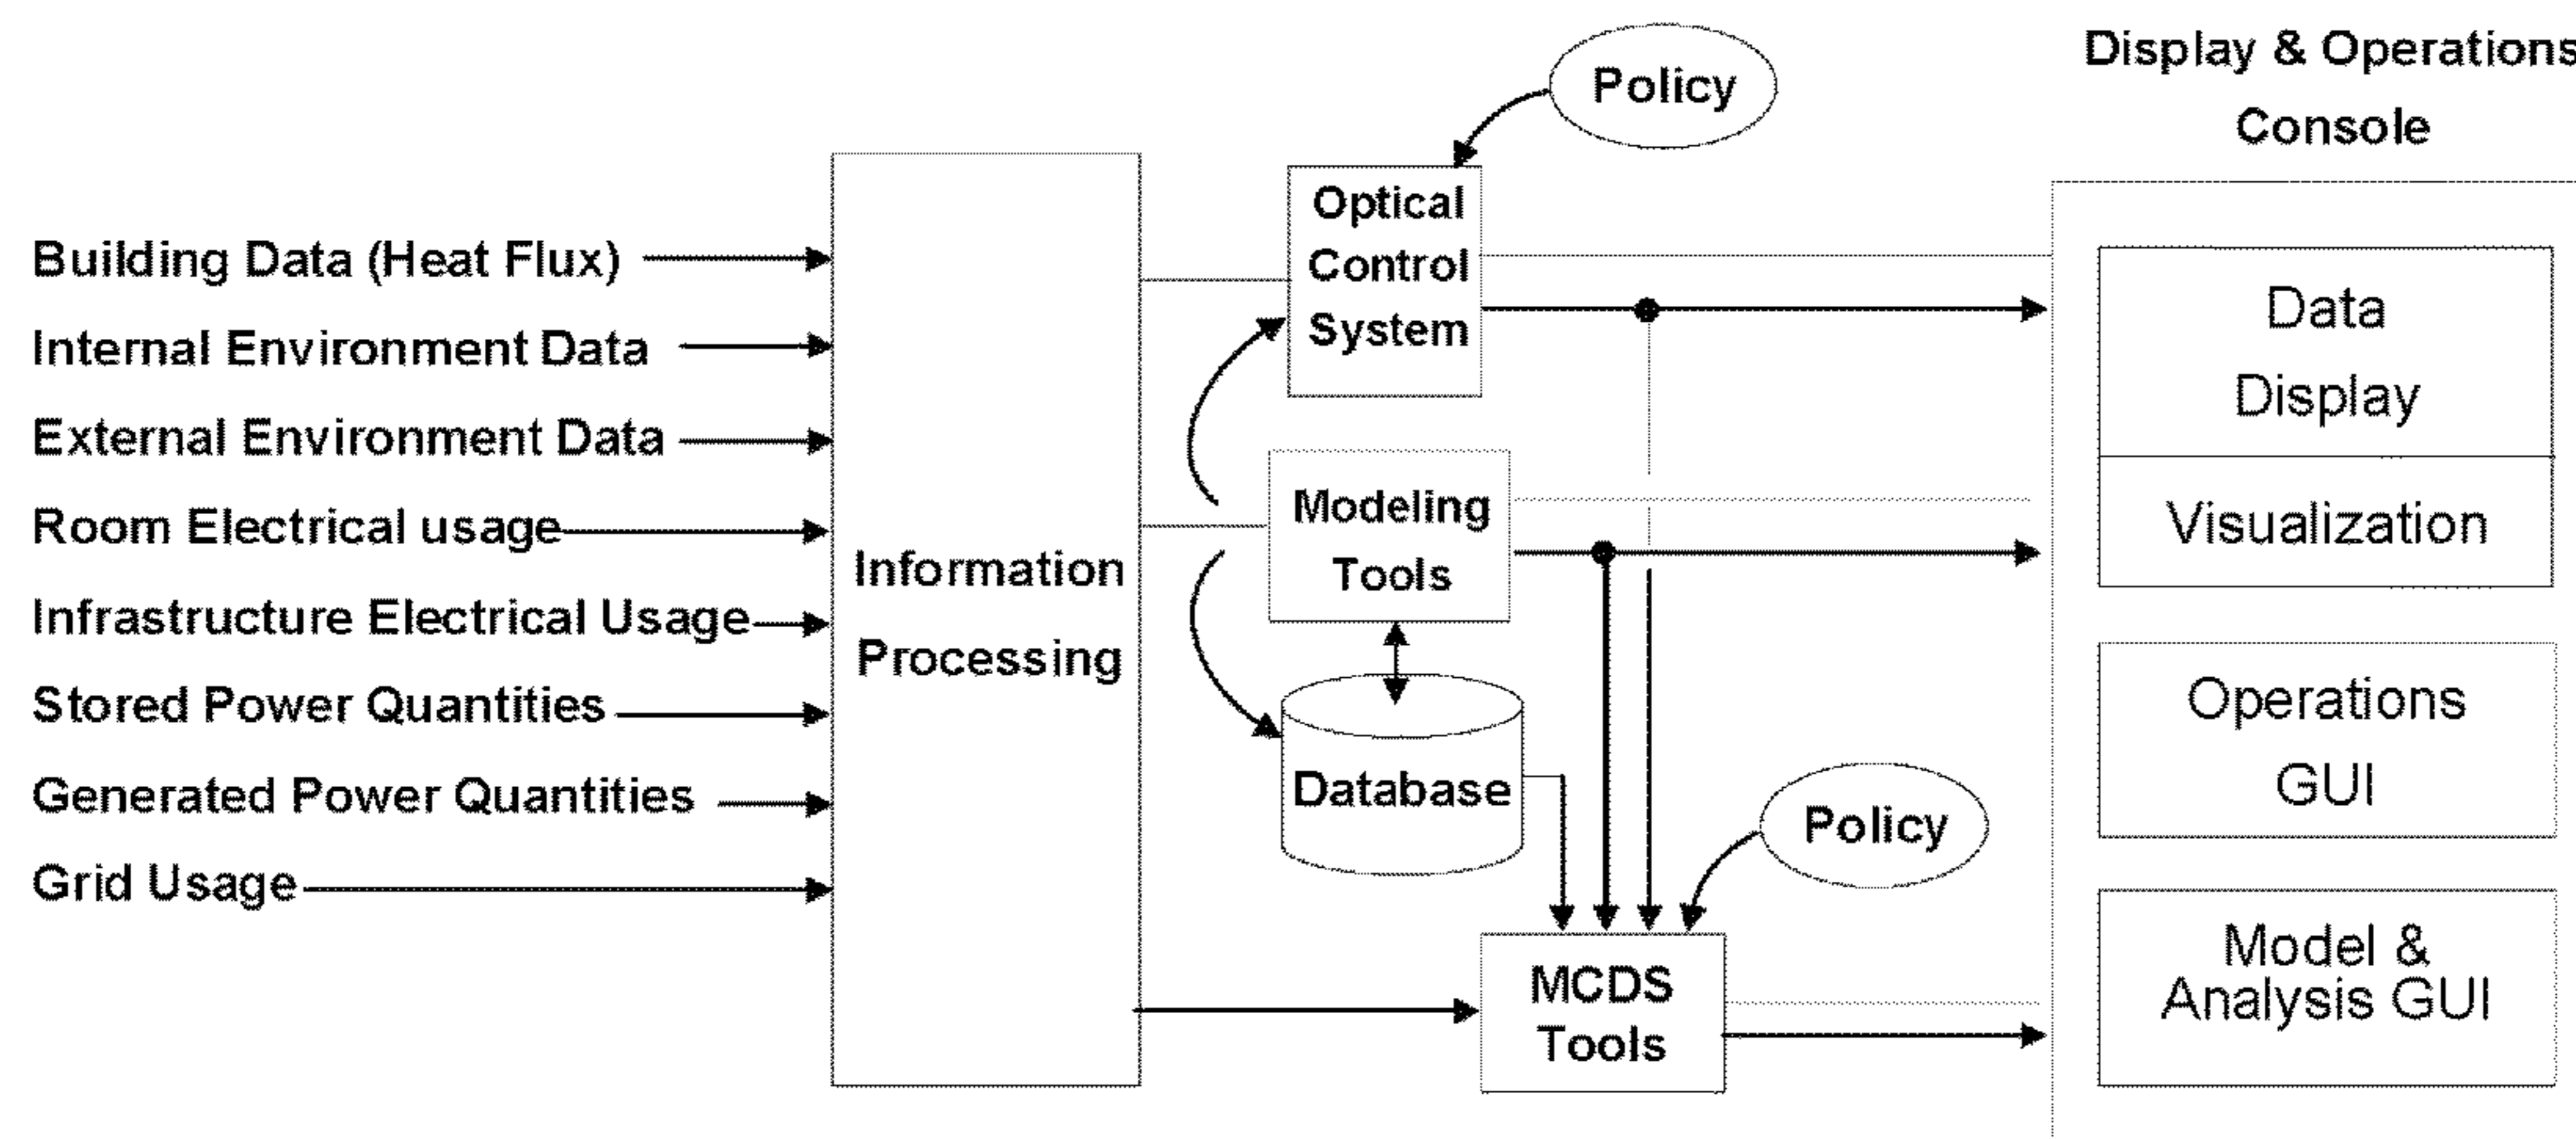 Display & Operations
Console
Policy
Building Data (Heat Flux)
Internal Environment Data
External Environment Data
Room Electrical usage
Infrastructure Electrical Usage
Stored Power Quantities
Generated Power Quantities
Grid Usage
Information
Processing
Optical
Control
System
Modeling
Tools
Database
Policy
MCDS
Tools
Data
Display
Visualization
Operations
GUI
Model &
Analysis GUI